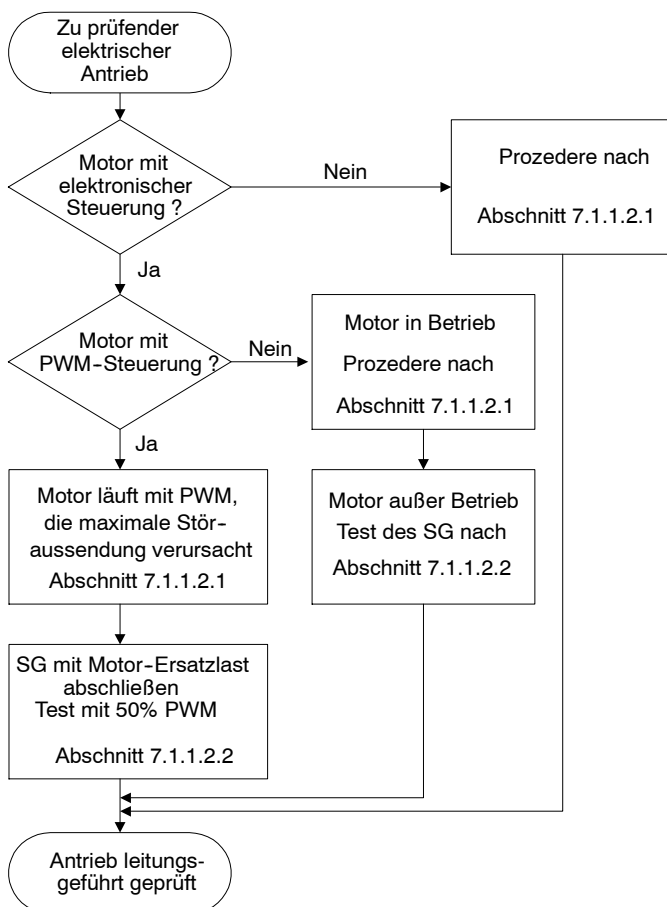 Zu prüfender
elektrischer
Antrieb
Motor mit
elektronischer
Steuerung ?
Nein
Prozedere nach
Abschnitt 7.1.1.2.1
Ja
Motor mit
PWM-Steuerung ?
Nein
Motor in Betrieb
Prozedere nach
Abschnitt 7.1.1.2.1
Ja
Motor läuft mit PWM,
die maximale Stör-
aussendung verursacht
Abschnitt 7.1.1.2.1
Motor außer Betrieb
Test des SG nach
Abschnitt 7.1.1.2.2
SG mit Motor-Ersatzlast
abschließen
Test mit 50% PWM
Abschnitt 7.1.1.2.2
Antrieb leitungs-
geführt geprüft